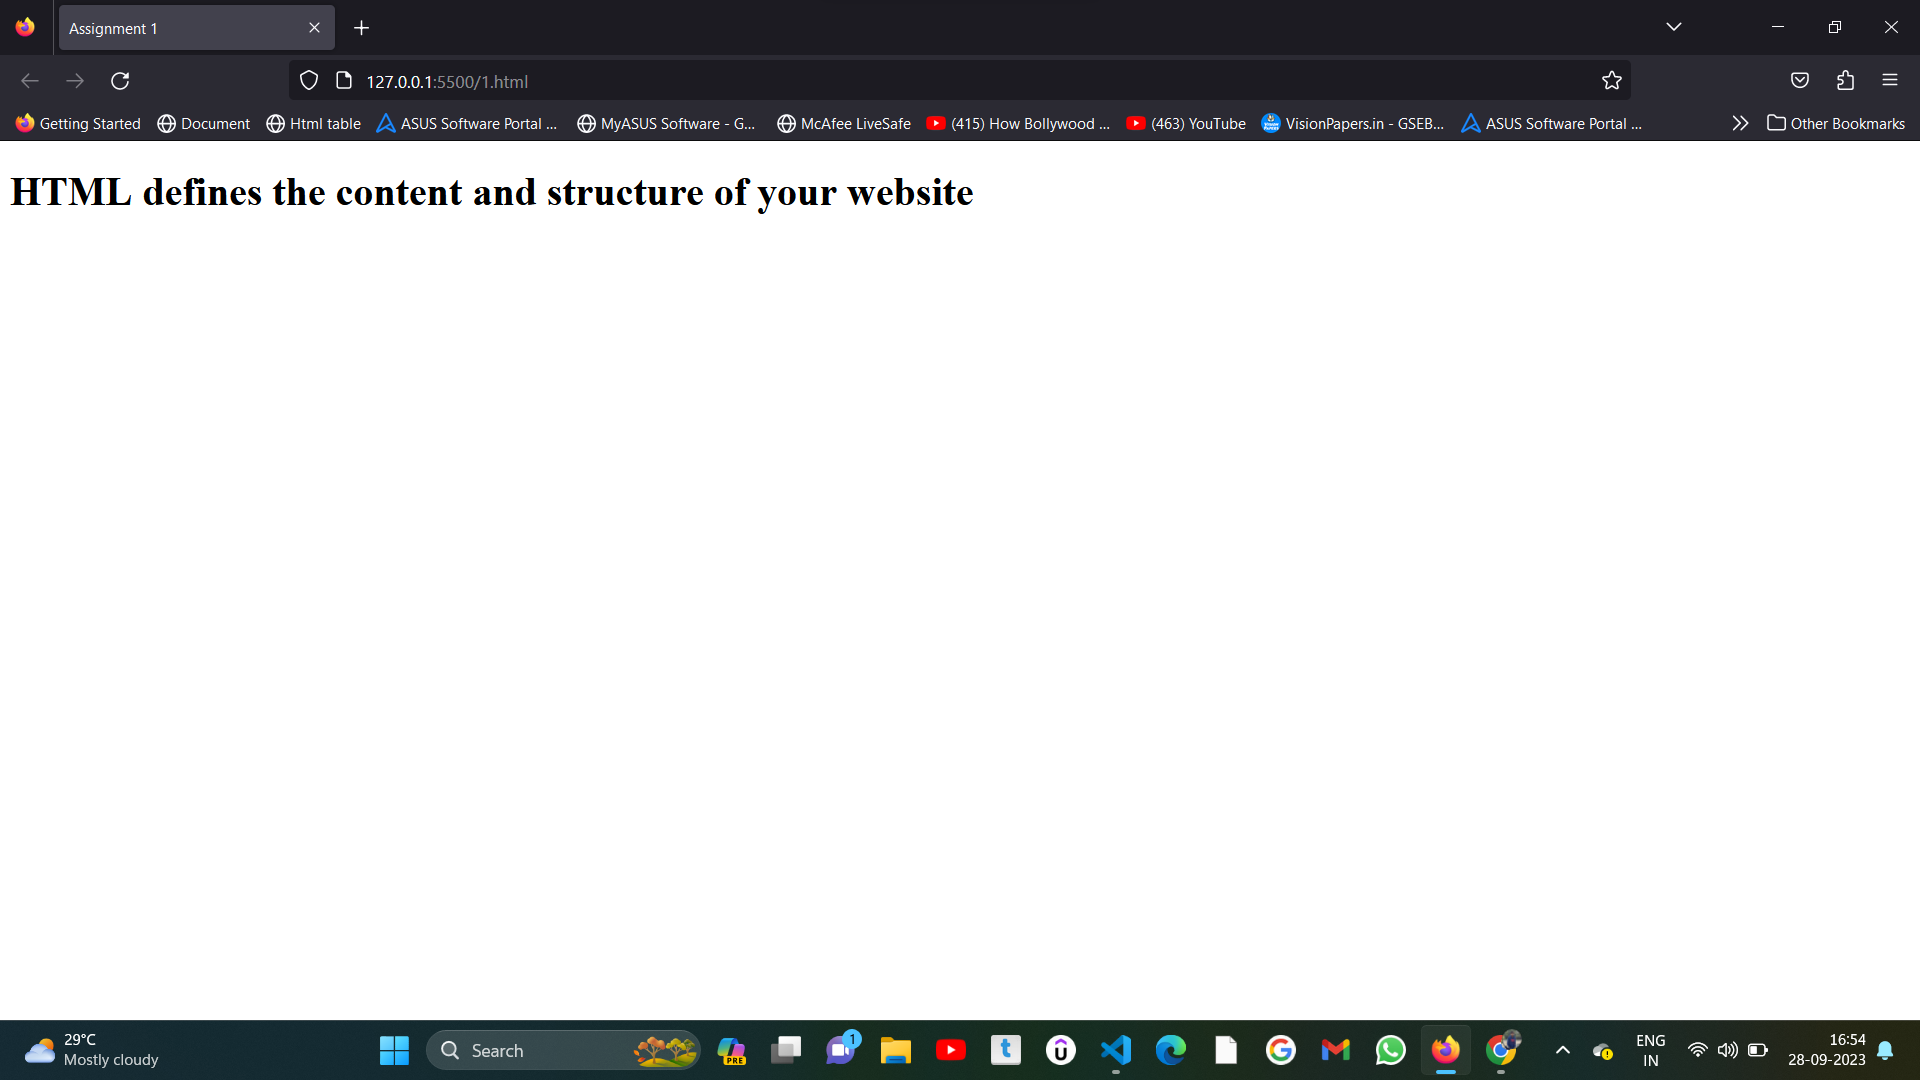 Assignment 1
127.0.0.1:5500/1.html
Getting Started Document Html table ASUS Software Portal ... MyASUS Software - G... McAfee LiveSafe (415) How Bollywood ... (463) YouTube VisionPapers.in - GSEB... ASUS Software Portal ... Other Bookmarks
HTML defines the content and structure of your website
29°C
Mostly cloudy
Search
PRE
1
t
ENG
IN
16:54
28-09-2023